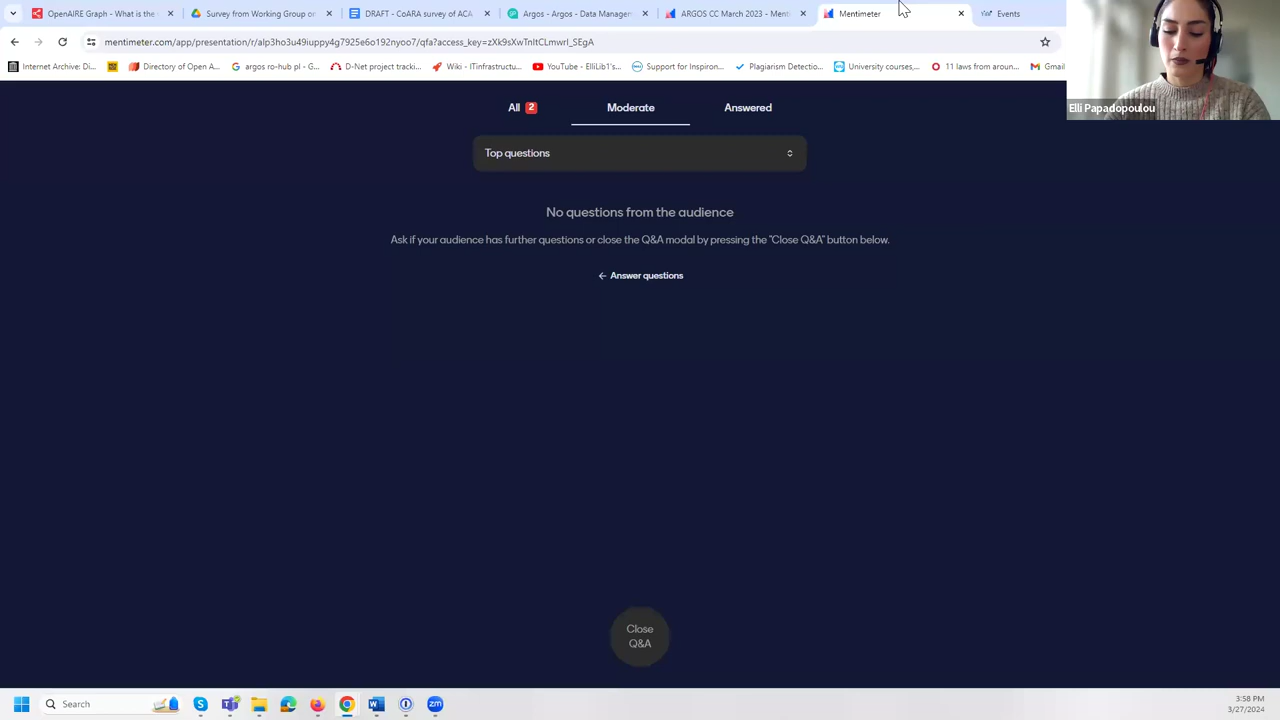 OpenAIRE Graph - What is the
Survey from Working Group on
DRAFT - CoARA survey of ACA
Argos - Argos - Data Managem
ARGOS CC March 2023 - Ment
Mentimeter
Events
mentimeter.com/app/presentation/r/alp3ho3u49iuppy4g7925e6o192nyoo7/qfa?access_key=zXk9sXwTnItCLmwrI_SEgA
Internet Archive: Di...
Directory of Open A...
argos ro-hub pl - G...
D-Net project tracki...
Wiki - ITinfrastructu...
YouTube - ElliLib1's...
Support for Inspiron...
Plagiarism Detectio...
University courses,...
11 laws from aroun...
Gmail
Elli Papadopoulou
All 2
Moderate
Answered
Top questions
No questions from the audience
Ask if your audience has further questions or close the Q&A modal by pressing the "Close Q&A" button below.
Answer questions
Close
Q&A
Search
3:58 PM
3/27/2024